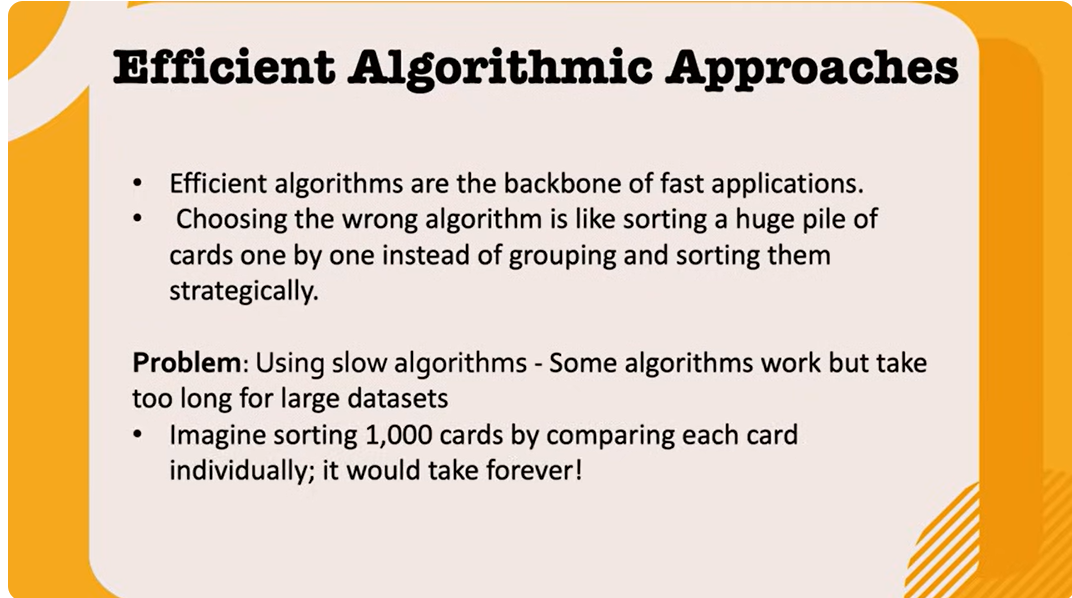 Efficient Algorithmic Approaches
• Efficient algorithms are the backbone of fast applications.
• Choosing the wrong algorithm is like sorting a huge pile of
cards one by one instead of grouping and sorting them
strategically.
Problem: Using slow algorithms - Some algorithms work but take
too long for large datasets
• Imagine sorting 1,000 cards by comparing each card
individually; it would take forever!